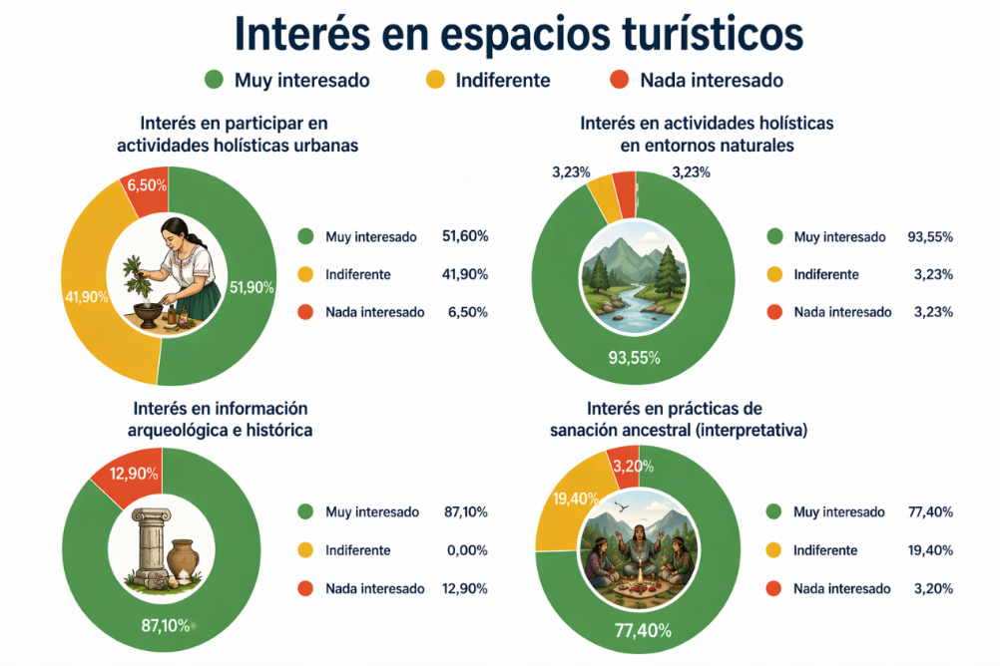 Interés en espacios turísticos
Muy interesado Indiferente Nada interesado
Interés en participar en
actividades holísticas urbanas
6,50%
41,90%
51,90%
Muy interesado 51,60%
Indiferente 41,90%
Nada interesado 6,50%
Interés en actividades holísticas
en entornos naturales
3,23% 3,23%
93,55%
Muy interesado 93,55%
Indiferente 3,23%
Nada interesado 3,23%
Interés en información
arqueológica e histórica
12,90%
87,10%
Muy interesado 87,10%
Indiferente 0,00%
Nada interesado 12,90%
Interés en prácticas de
sanación ancestral (interpretativa)
3,20%
19,40%
77,40%
Muy interesado 77,40%
Indiferente 19,40%
Nada interesado 3,20%